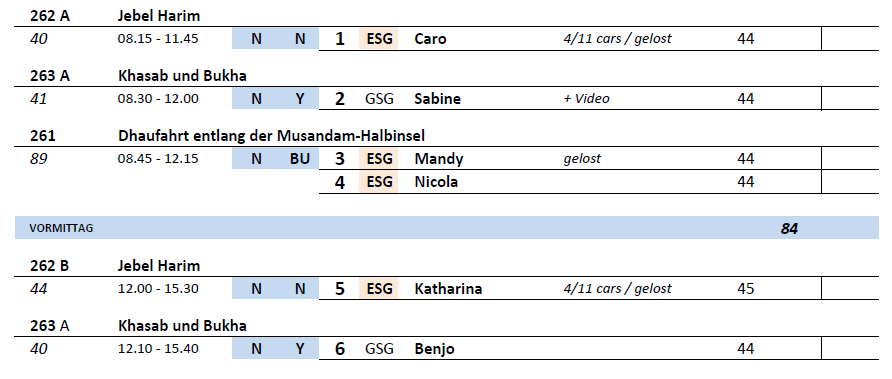 262 A Jebel Harim
40 08.15 - 11.45 N N 1 ESG Caro 4/11 cars / gelost 44
263 A Khasab und Bukha
41 08.30 - 12.00 N Y 2 GSG Sabine + Video 44
261 Dhaufahrt entlang der Musandam-Halbinsel
89 08.45 - 12.15 N BU 3 ESG Mandy gelost 44
4 ESG Nicola 44
VORMITTAG 84
262 B Jebel Harim
44 12.00 - 15.30 N N 5 ESG Katharina 4/11 cars / gelost 45
263 A Khasab und Bukha
40 12.10 - 15.40 N Y 6 GSG Benjo 44